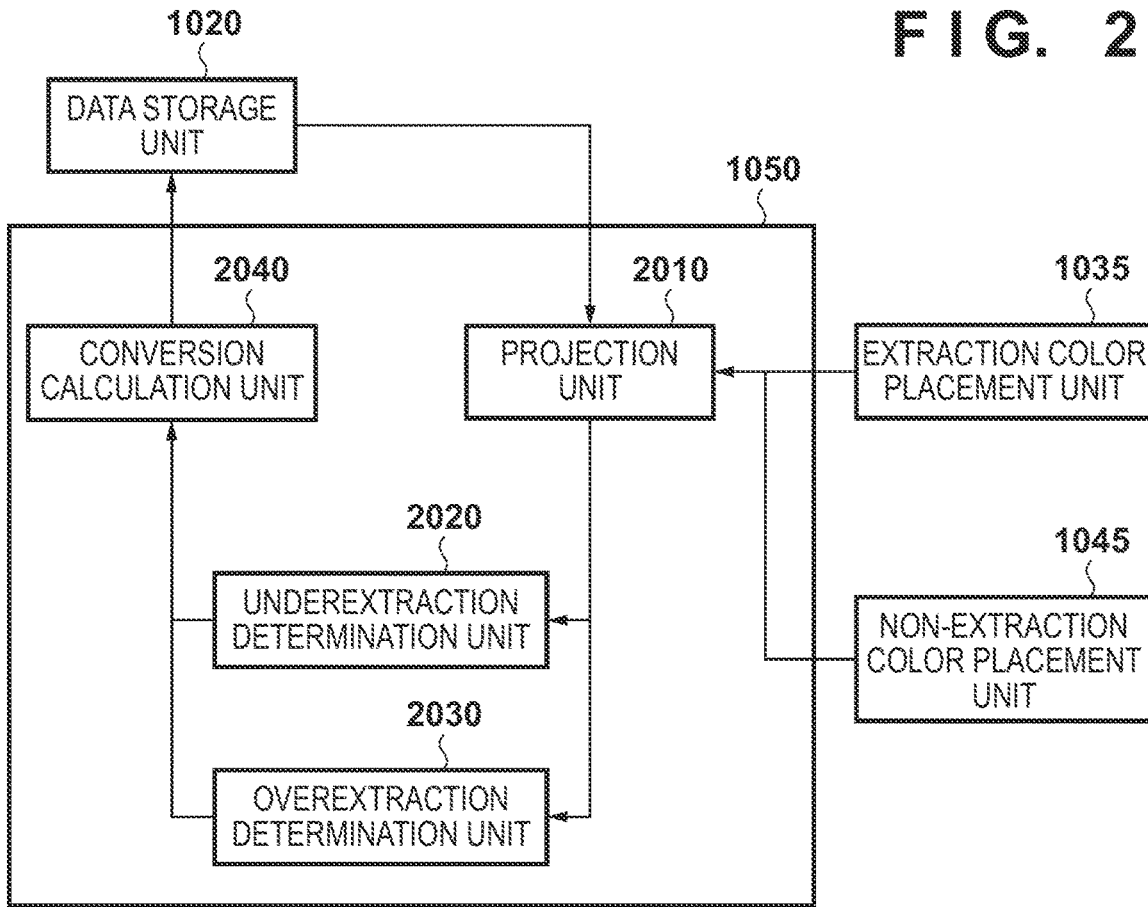 FIG. 2
1020
DATA STORAGE
UNIT
1050
2040
CONVERSION
CALCULATION UNIT
2010
PROJECTION
UNIT
1035
EXTRACTION COLOR
PLACEMENT UNIT
2020
UNDEREXTRACTION
DETERMINATION UNIT
1045
NON-EXTRACTION
COLOR PLACEMENT
UNIT
2030
OVEREXTRACTION
DETERMINATION UNIT